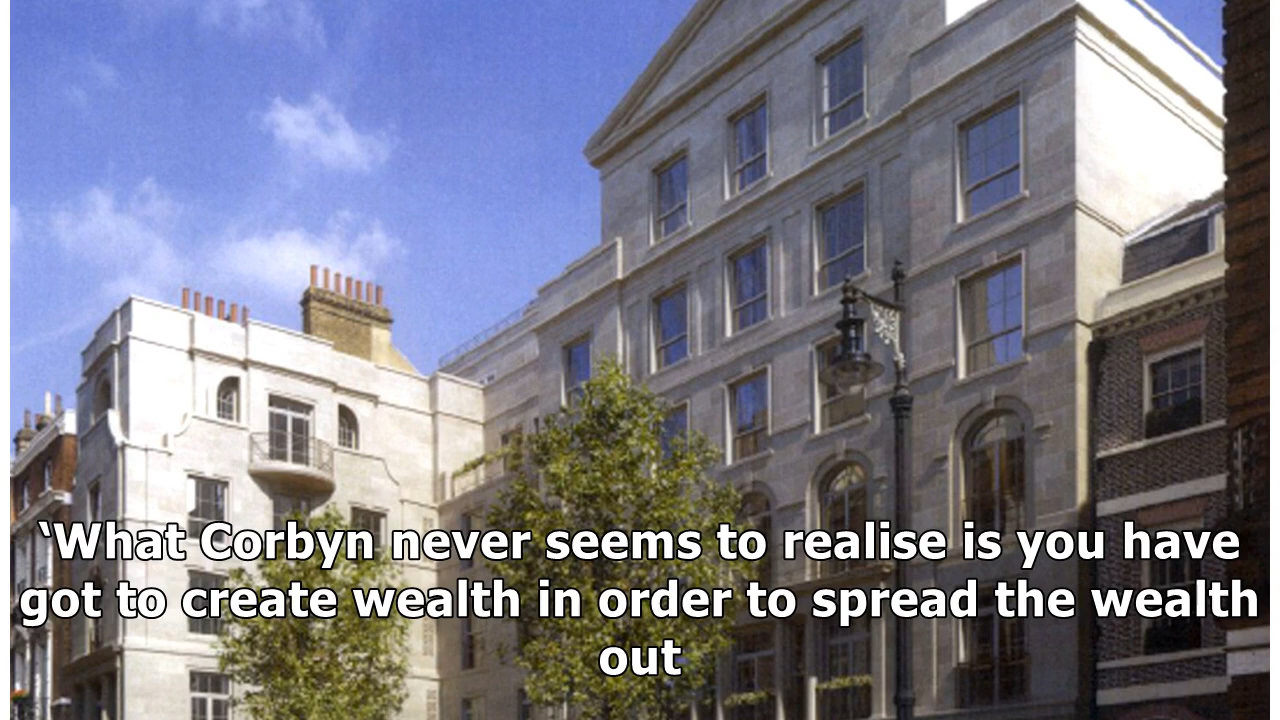 ‘What Corbyn never seems to realise is you have
got to create wealth in order to spread the wealth
out